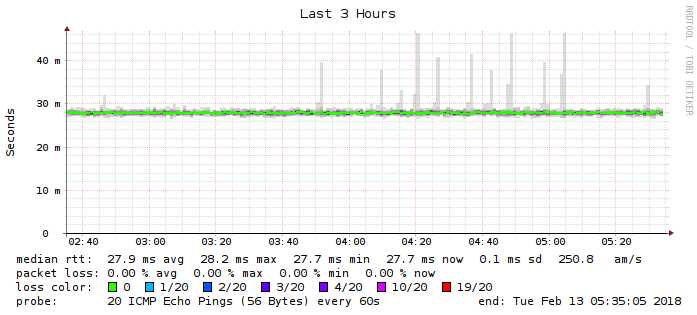 Last 3 Hours
RRDTOOL / TOBI OETIKER
Seconds
40 m
30 m
20 m
10 m
0
02:40 03:00 03:20 03:40 04:00 04:20 04:40 05:00 05:20
median rtt: 27.9 ms avg 28.2 ms max 27.7 ms min 27.7 ms now 0.1 ms sd 250.8 am/s
packet loss: 0.00 % avg 0.00 % max 0.00 % min 0.00 % now
loss color: 0 1/20 2/20 3/20 4/20 10/20 19/20
probe: 20 ICMP Echo Pings (56 Bytes) every 60s end: Tue Feb 13 05:35:05 2018